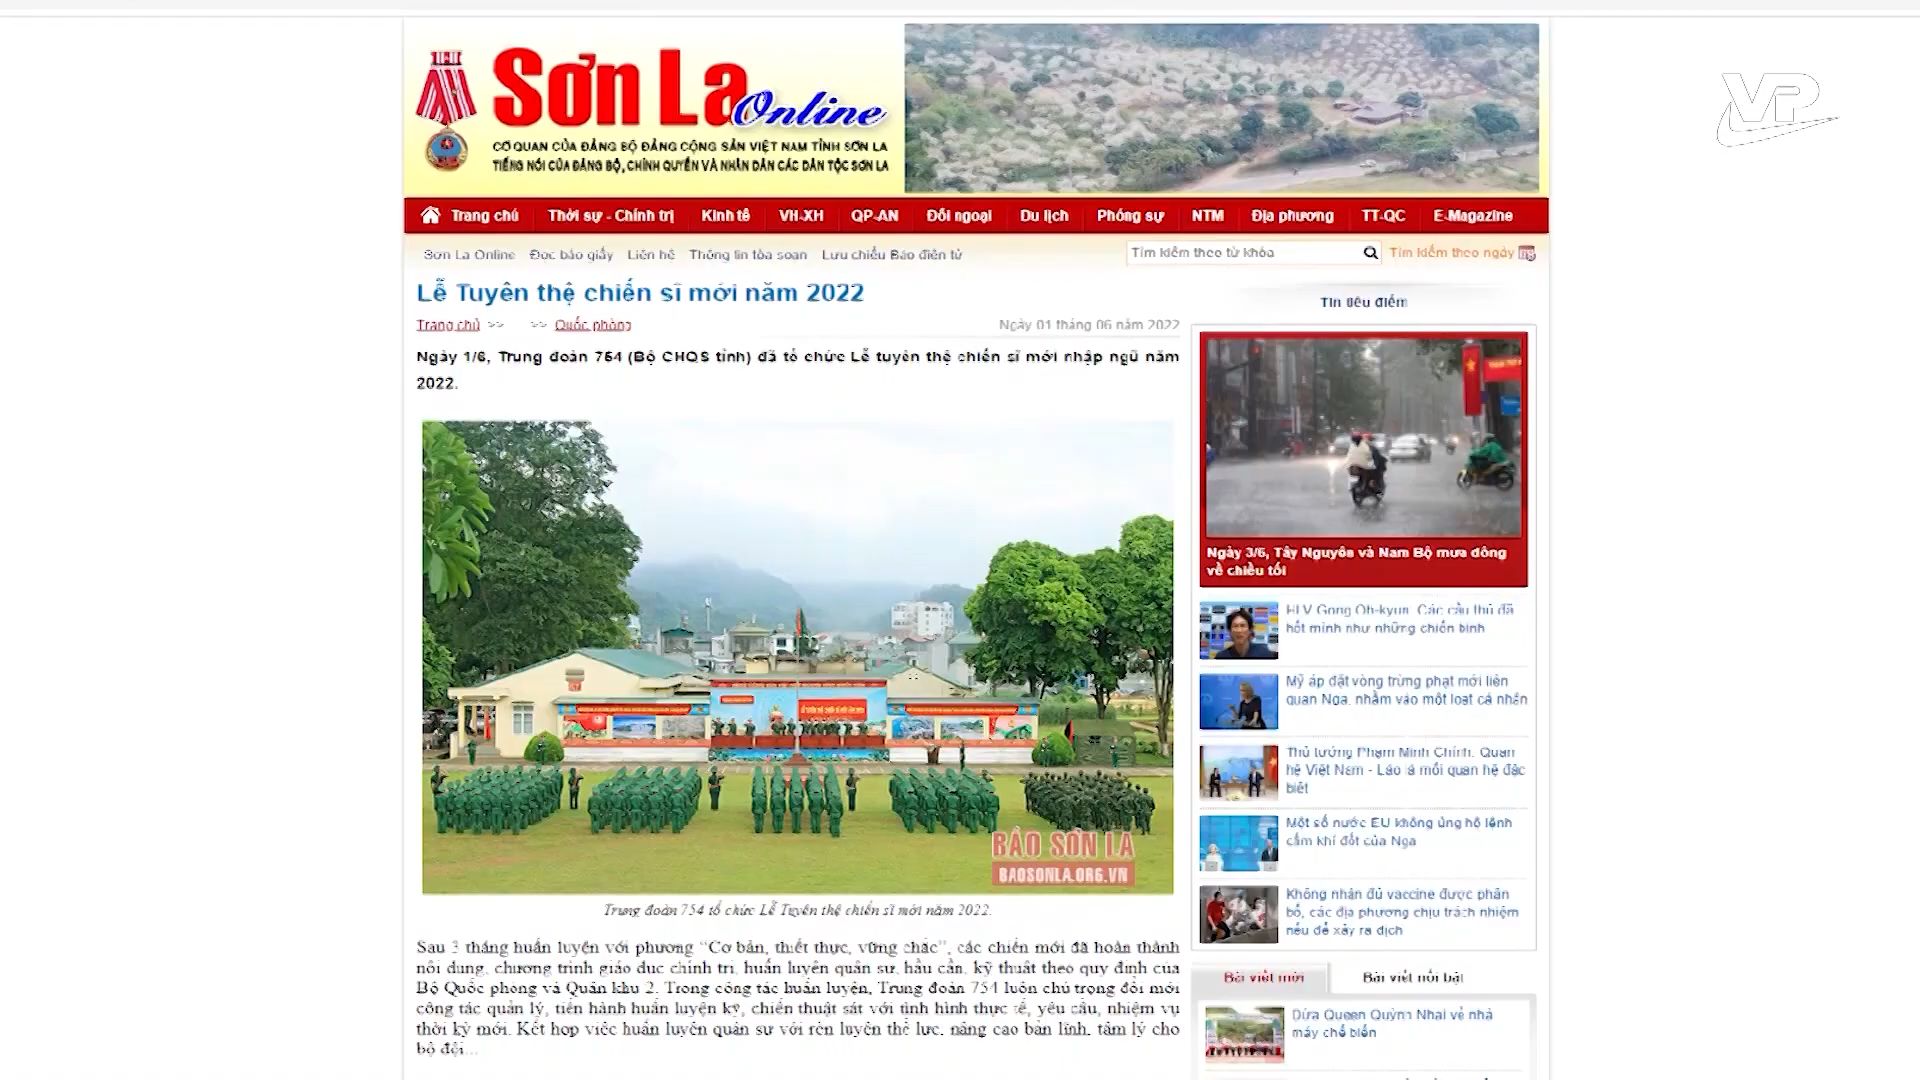 VP
Sơn La Online
CƠ QUAN CỦA ĐẢNG BỘ ĐẢNG CỘNG SẢN VIỆT NAM TỈNH SƠN LA
TIẾNG NÓI CỦA ĐẢNG BỘ, CHÍNH QUYỀN VÀ NHÂN DÂN CÁC DÂN TỘC SƠN LA
Trang chủ Thời sự - Chính trị Kinh tế VH-XH QP-AN Đối ngoại Du lịch Phóng sự NTM Địa phương TT-QC E-Magazine
Sơn La Online Đọc báo giấy Liên hệ Thông tin tòa soạn Lưu chiểu Báo điện tử
Tìm kiếm theo từ khóa Tìm kiếm theo ngày
Lễ Tuyên thệ chiến sĩ mới năm 2022
Trang chủ >> >> Quốc phòng
Ngày 01 tháng 06 năm 2022
Ngày 1/6, Trung đoàn 754 (Bộ CHQS tỉnh) đã tổ chức Lễ tuyên thệ chiến sĩ mới nhập ngũ năm
2022.
LỄ TUYÊN THỆ CHIẾN SĨ MỚI NĂM 2022
BÁO SƠN LA
BAOSONLA.ORG.VN
Trung đoàn 754 tổ chức Lễ Tuyên thệ chiến sĩ mới năm 2022.
Sau 3 tháng huấn luyện với phương "Cơ bản, thiết thực, vững chắc", các chiến mới đã hoàn thành
nội dung, chương trình giáo dục chính trị, huấn luyện quân sự, hậu cần, kỹ thuật theo quy định của
Bộ Quốc phòng và Quân khu 2. Trong công tác huấn luyện, Trung đoàn 754 luôn chú trọng đổi mới
công tác quản lý, tiến hành huấn luyện kỹ, chiến thuật sát với tình hình thực tế, yêu cầu, nhiệm vụ
thời kỳ mới. Kết hợp việc huấn luyện quân sự với rèn luyện thể lực, nâng cao bản lĩnh, tâm lý cho
bộ đội...
Tin tiêu điểm
Ngày 3/6, Tây Nguyên và Nam Bộ mưa dông
về chiều tối
HLV Gong Oh-kyun: Các cầu thủ đã
hết mình như những chiến binh
Mỹ áp đặt vòng trừng phạt mới liên
quan Nga, nhằm vào một loạt cá nhân
Thủ tướng Phạm Minh Chính: Quan
hệ Việt Nam - Lào là mối quan hệ đặc
biệt
Một số nước EU không ủng hộ lệnh
cấm khí đốt của Nga
Không nhận đủ vaccine được phân
bổ, các địa phương chịu trách nhiệm
nếu để xảy ra dịch
Bài viết mới Bài viết nổi bật
Dứa Queen Quỳnh Nhai về nhà
máy chế biến